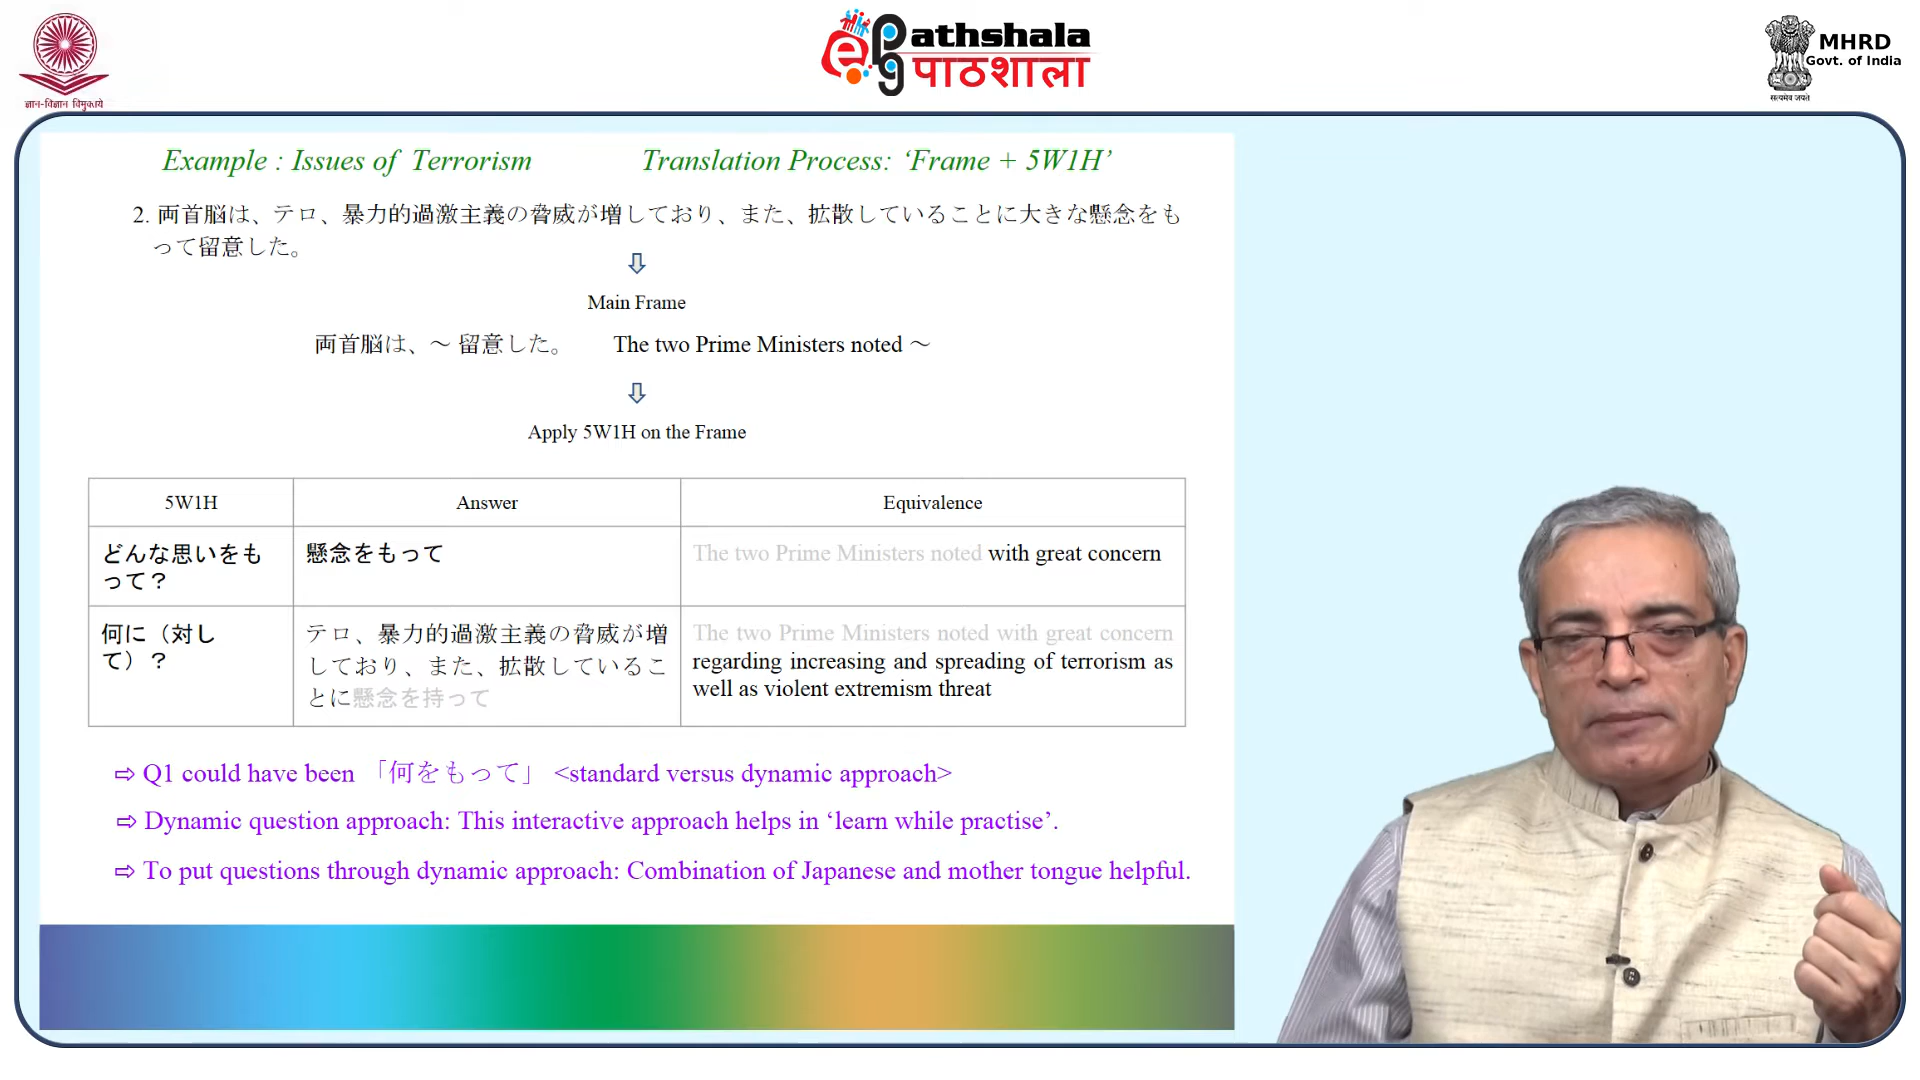 ज्ञान-विज्ञान विमुक्तये
ePathshala
पाठशाला
MHRD
Govt. of India
सत्यमेव जयते
Example : Issues of Terrorism
Translation Process: ‘Frame + 5W1H’
2. 両首脳は、テロ、暴力的過激主義の脅威が増しており、また、拡散していることに大きな懸念をも
って留意した。
Main Frame
両首脳は、～ 留意した。 The two Prime Ministers noted ～
Apply 5W1H on the Frame
5W1H
Answer
Equivalence
どんな思いをも
って？
懸念をもって
The two Prime Ministers noted with great concern
何に（対し
て）？
テロ、暴力的過激主義の脅威が増
しており、また、拡散しているこ
とに懸念を持って
The two Prime Ministers noted with great concern
regarding increasing and spreading of terrorism as
well as violent extremism threat
⇨ Q1 could have been 「何をもって」 <standard versus dynamic approach>
⇨ Dynamic question approach: This interactive approach helps in ‘learn while practise’.
⇨ To put questions through dynamic approach: Combination of Japanese and mother tongue helpful.